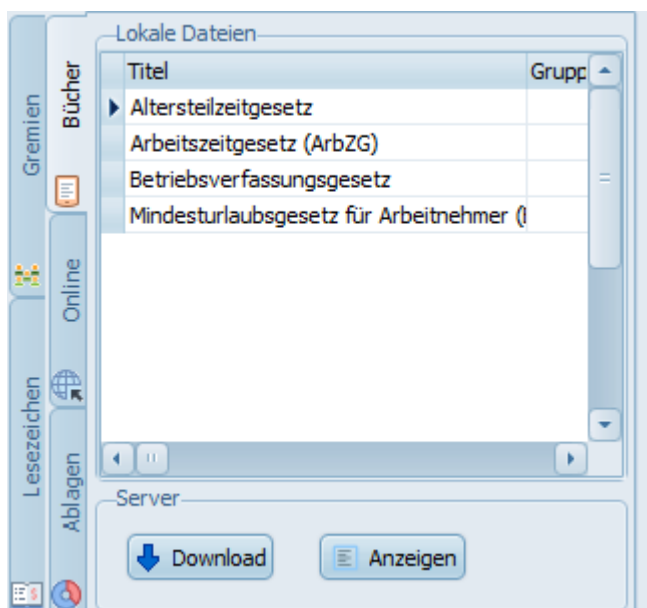 Gremien
Lesezeichen
Bücher
Online
Ablagen
Lokale Dateien
Titel Grupp
Altersteilzeitgesetz
Arbeitszeitgesetz (ArbZG)
Betriebsverfassungsgesetz
Mindesturlaubsgesetz für Arbeitnehmer (
Server
Download Anzeigen